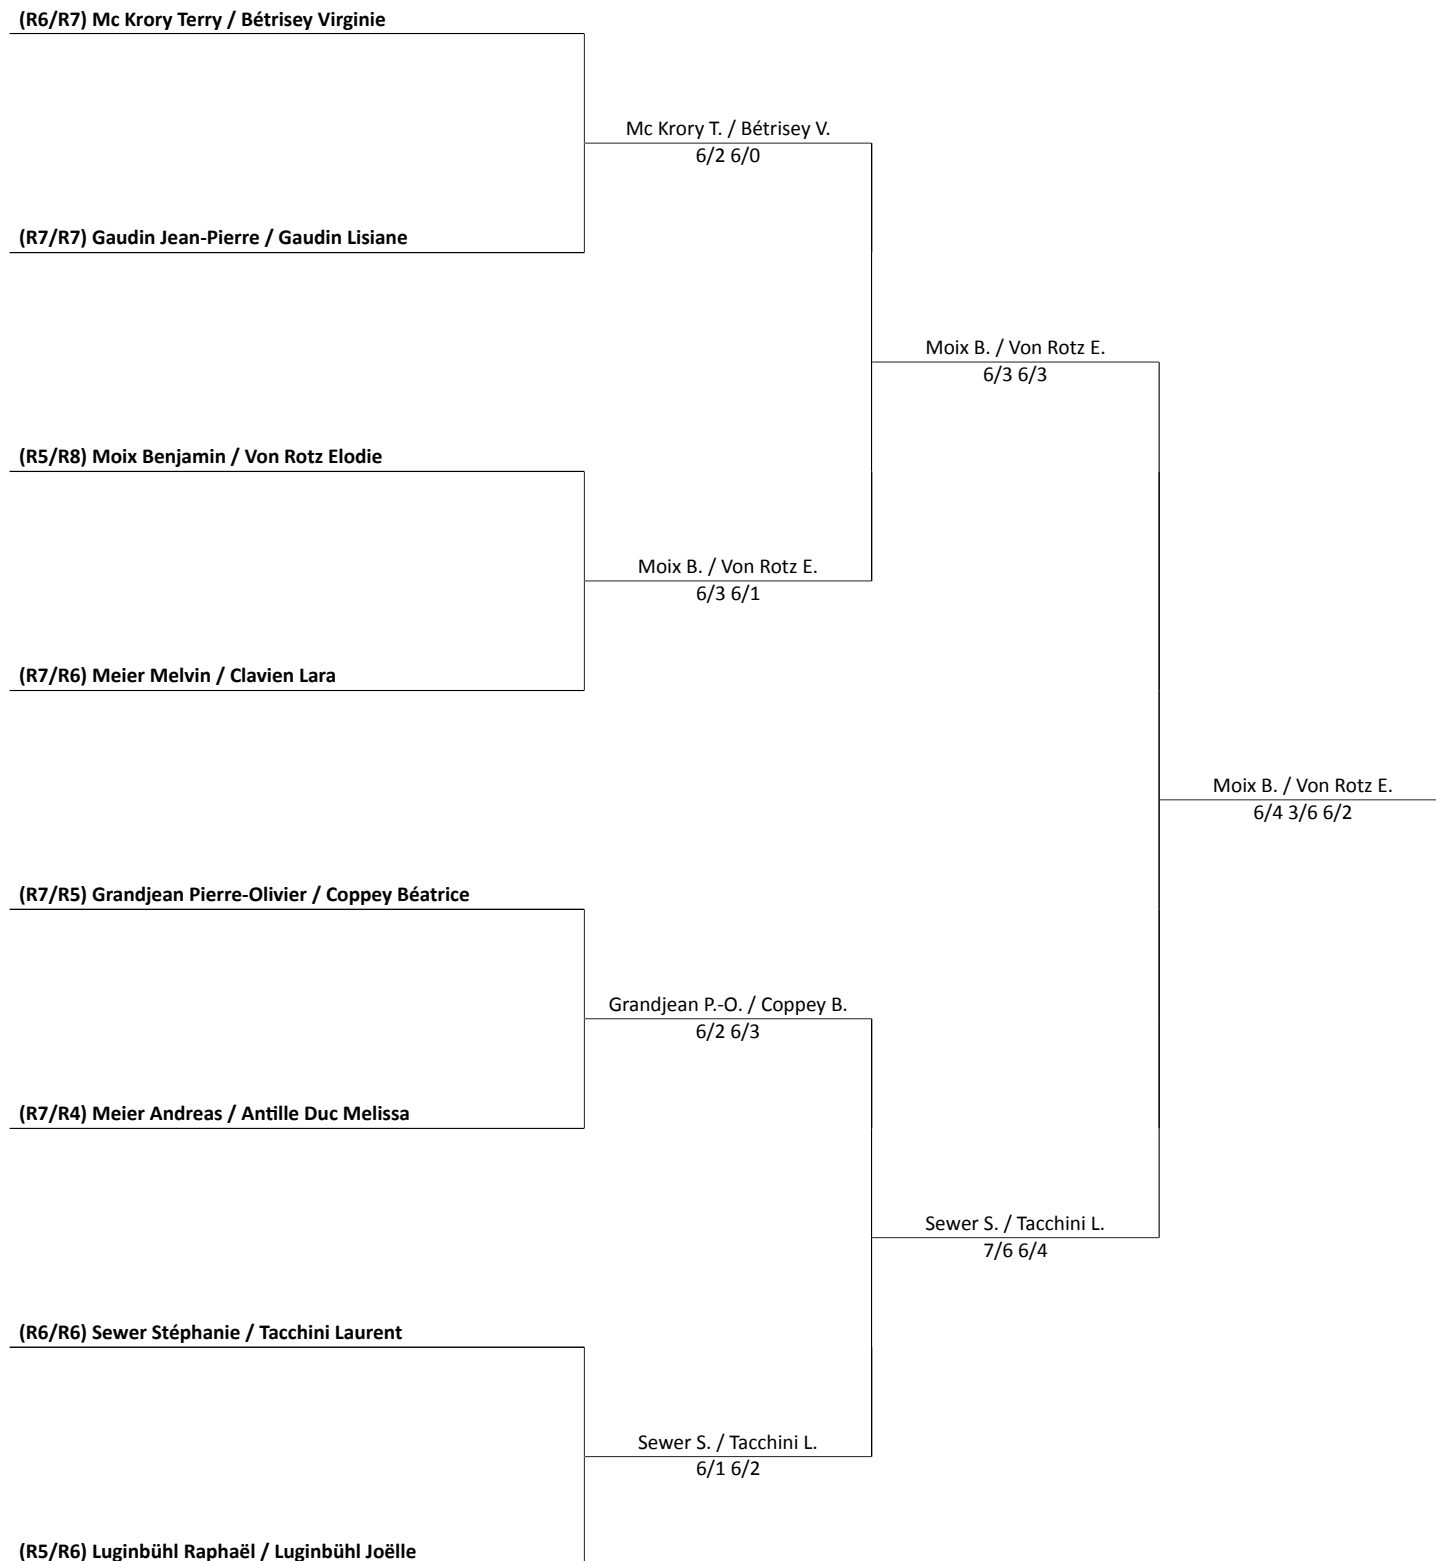 (R6/R7) Mc Krory Terry / Bétrisey Virginie
Mc Krory T. / Bétrisey V.
6/2 6/0
(R7/R7) Gaudin Jean-Pierre / Gaudin Lisiane
Moix B. / Von Rotz E.
6/3 6/3
(R5/R8) Moix Benjamin / Von Rotz Elodie
Moix B. / Von Rotz E.
6/3 6/1
(R7/R6) Meier Melvin / Clavien Lara
Moix B. / Von Rotz E.
6/4 3/6 6/2
(R7/R5) Grandjean Pierre-Olivier / Coppey Béatrice
Grandjean P.-O. / Coppey B.
6/2 6/3
(R7/R4) Meier Andreas / Antille Duc Melissa
Sewer S. / Tacchini L.
7/6 6/4
(R6/R6) Sewer Stéphanie / Tacchini Laurent
Sewer S. / Tacchini L.
6/1 6/2
(R5/R6) Luginbühl Raphaël / Luginbühl Joëlle